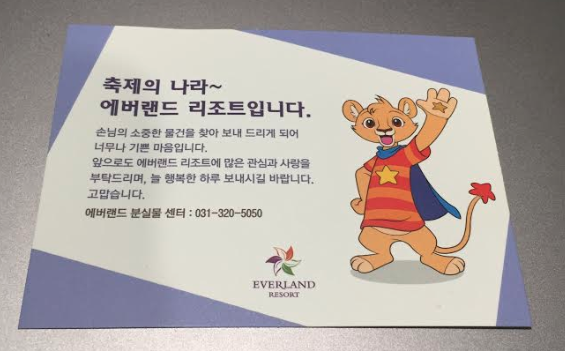 축제의 나라~
에버랜드 리조트입니다.
손님의 소중한 물건을 찾아 보내 드리게 되어
너무나 기쁜 마음입니다.
앞으로도 에버랜드 리조트에 많은 관심과 사랑을
부탁드리며, 늘 행복한 하루 보내시길 바랍니다.
고맙습니다.
에버랜드 분실물 센터 : 031-320-5050
EVERLAND
RESORT